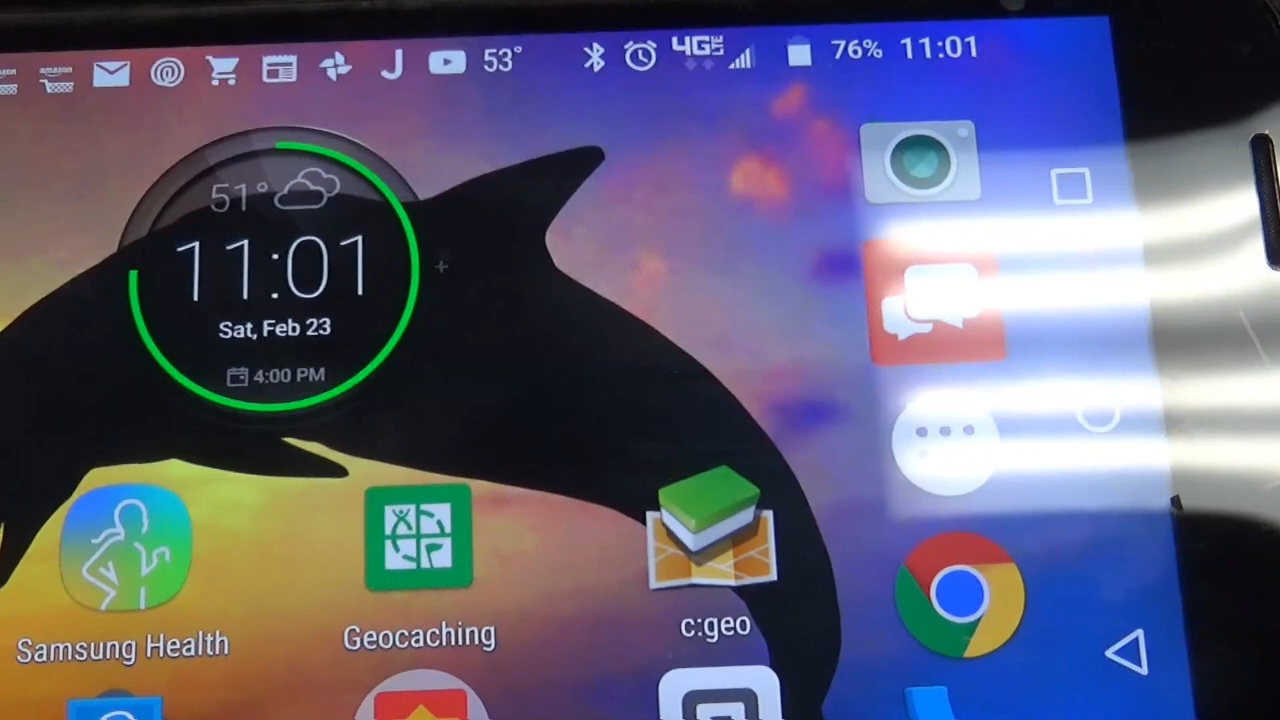 amazon
53° 4G LTE 76% 11:01
51°
11:01
Sat, Feb 23
4:00 PM
Samsung Health
Geocaching
c:geo